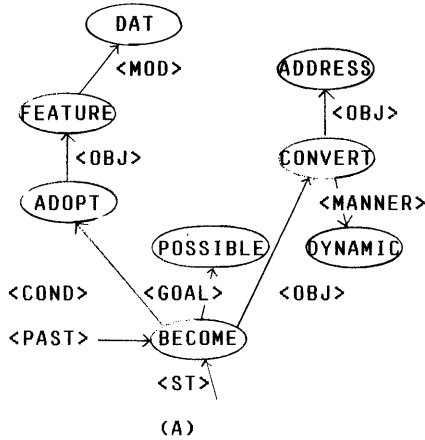 DAT
<MOD>
ADDRESS
FEATURE
<OBJ>
<OBJ>
CONVERT
ADOPT
<MANNER>
POSSIBLE
DYNAMIC
<COND>
<GOAL>
<OBJ>
<PAST>
BECOME
<ST>
(A)